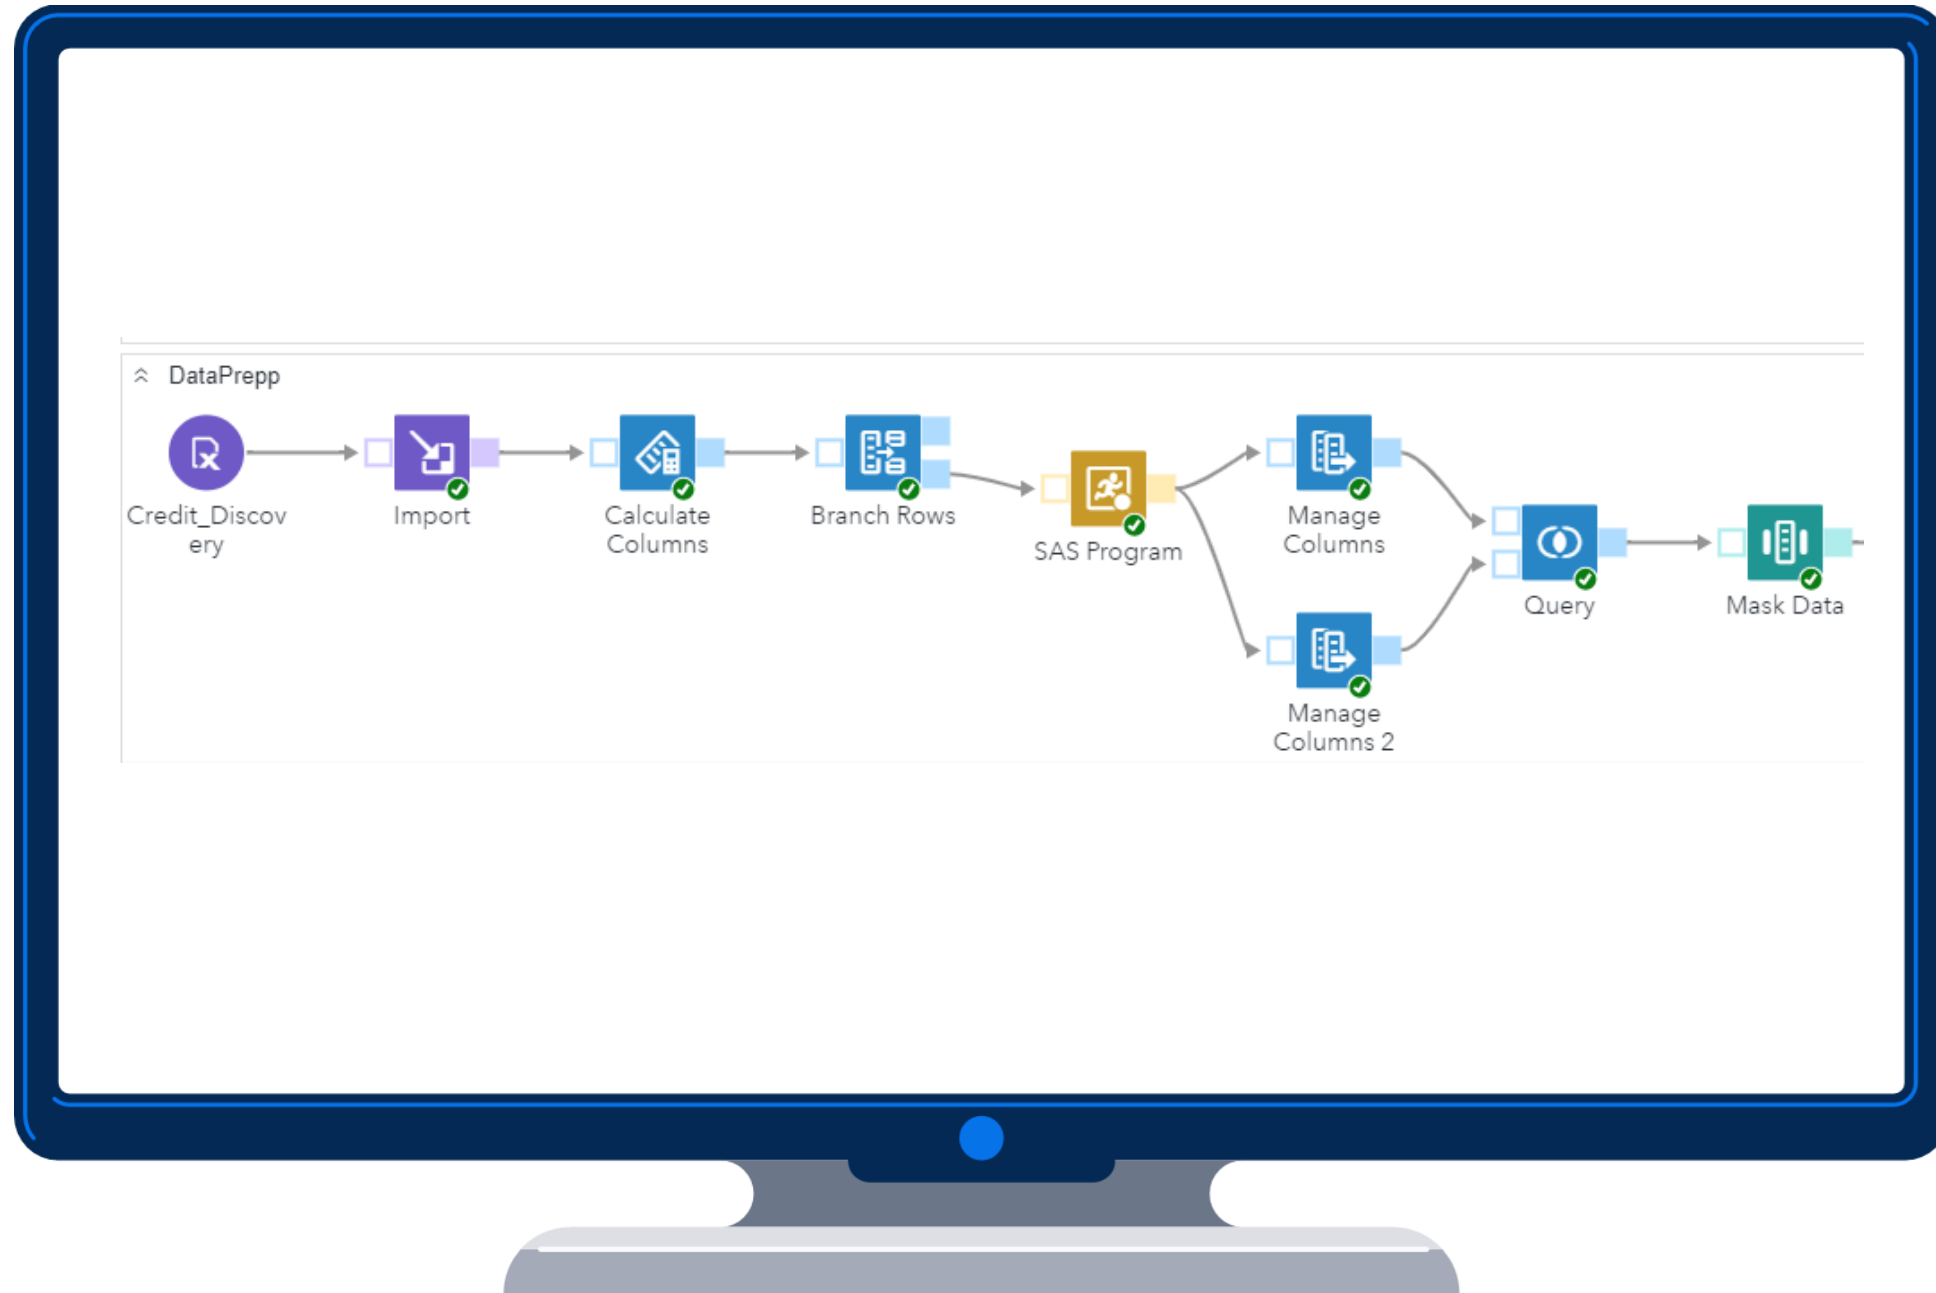 DataPrepp
Credit_Discov
ery
Import
Calculate
Columns
Branch Rows
SAS Program
Manage
Columns
Manage
Columns 2
Query
Mask Data